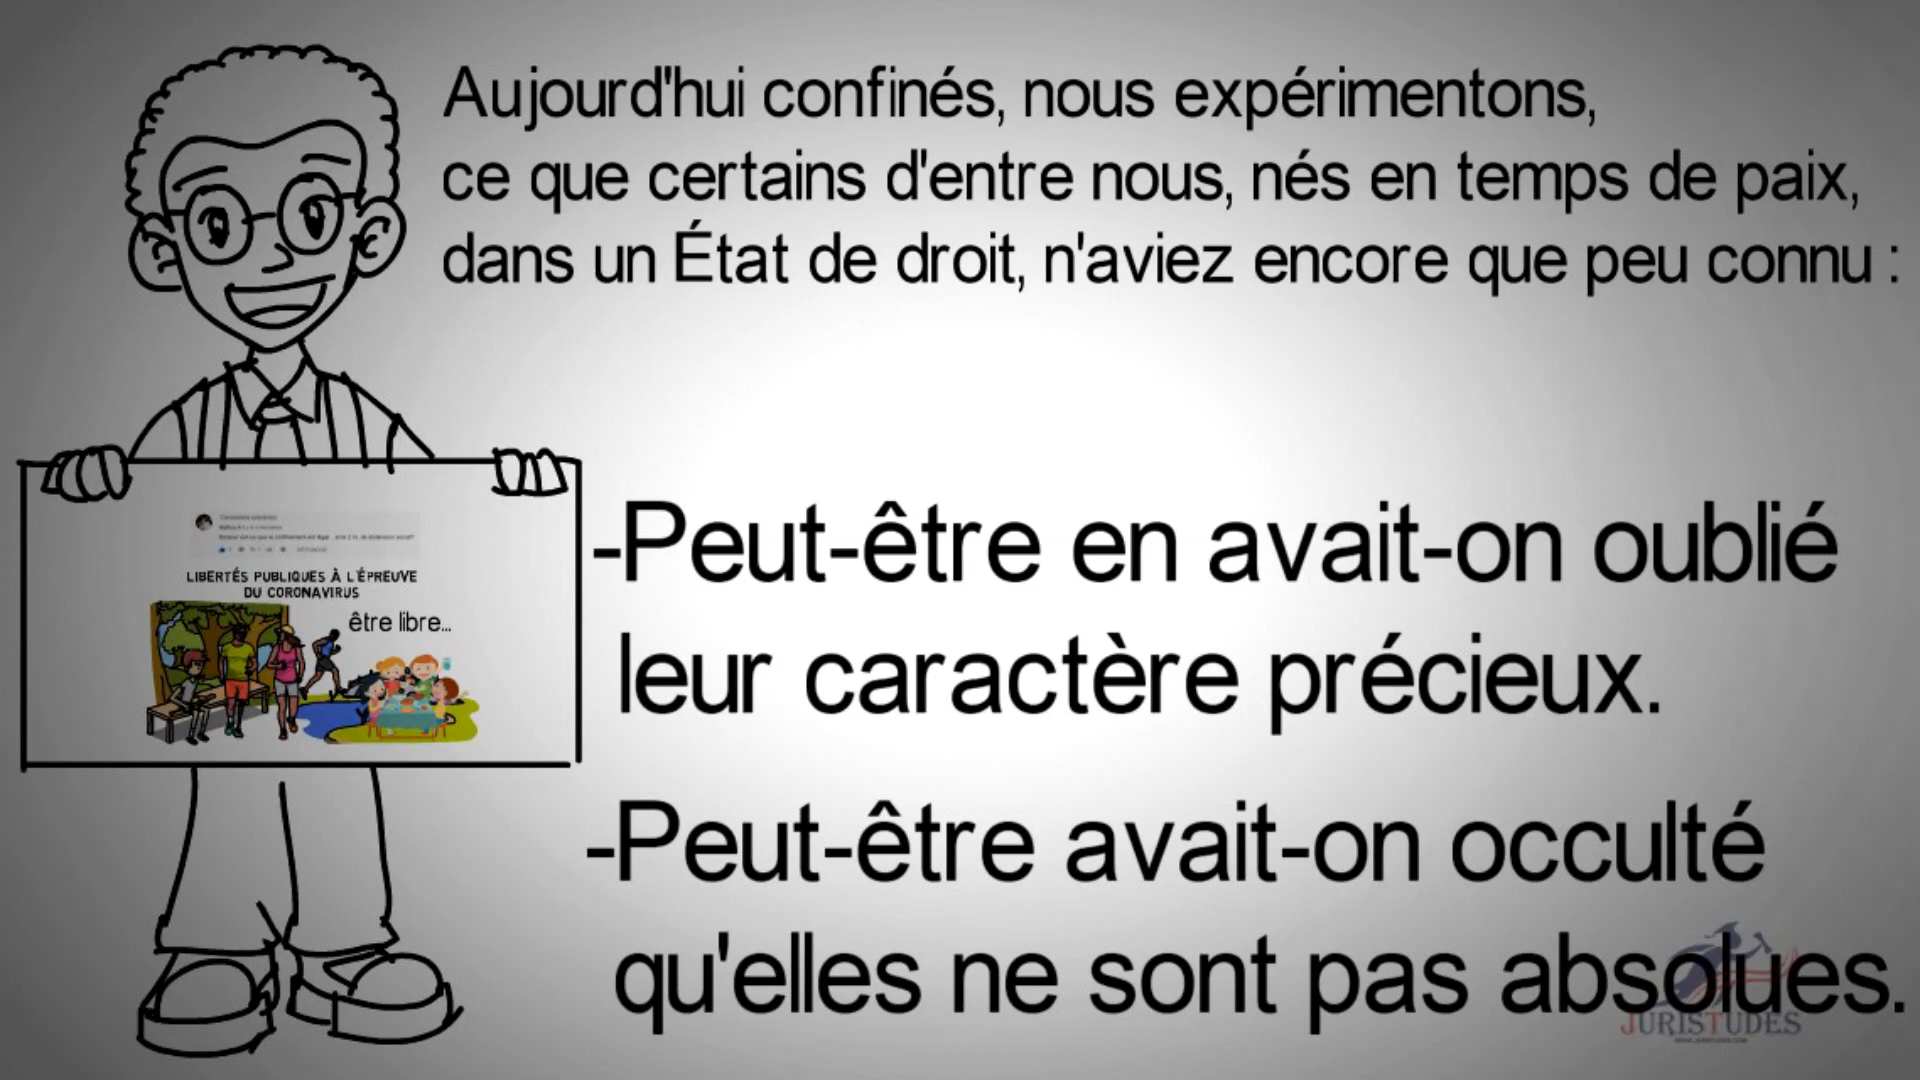 Aujourd'hui confinés, nous expérimentons,
ce que certains d'entre nous, nés en temps de paix,
dans un État de droit, n'aviez encore que peu connu :
LIBERTÉS PUBLIQUES À L'ÉPREUVE
DU CORONAVIRUS
être libre...
-Peut-être en avait-on oublié
leur caractère précieux.
-Peut-être avait-on occulté
qu'elles ne sont pas absolues.
JURISTUDES